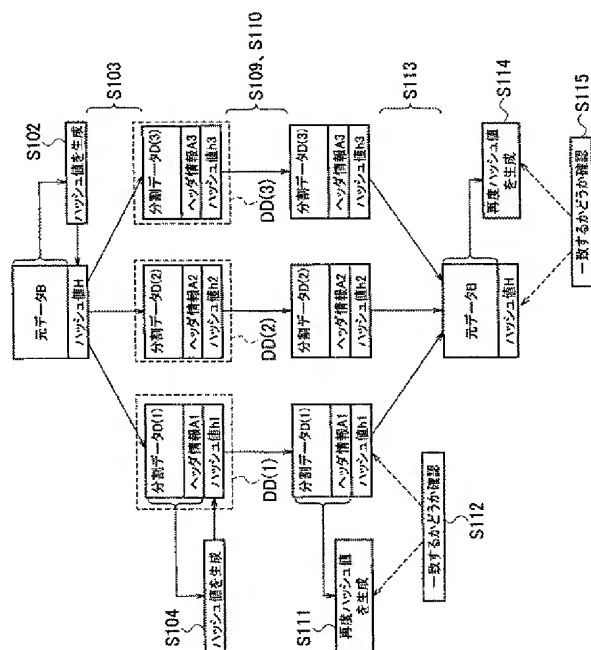 S102
S103
S109、S110
S113
S114
S115
ハッシュ値を生成
元データB
ハッシュ値H
分割データD(3)
ヘッダ情報A3
ハッシュ値h3
DD(3)
分割データD(3)
ヘッダ情報A3
ハッシュ値h3
再度ハッシュ値
を生成
一致するかどうか確認
分割データD(2)
ヘッダ情報A2
ハッシュ値h2
DD(2)
分割データD(2)
ヘッダ情報A2
ハッシュ値h2
元データB
ハッシュ値H
分割データD(1)
ヘッダ情報A1
ハッシュ値h1
DD(1)
分割データD(1)
ヘッダ情報A1
ハッシュ値h1
ハッシュ値を生成
S104
再度ハッシュ値
を生成
S111
一致するかどうか確認
S112